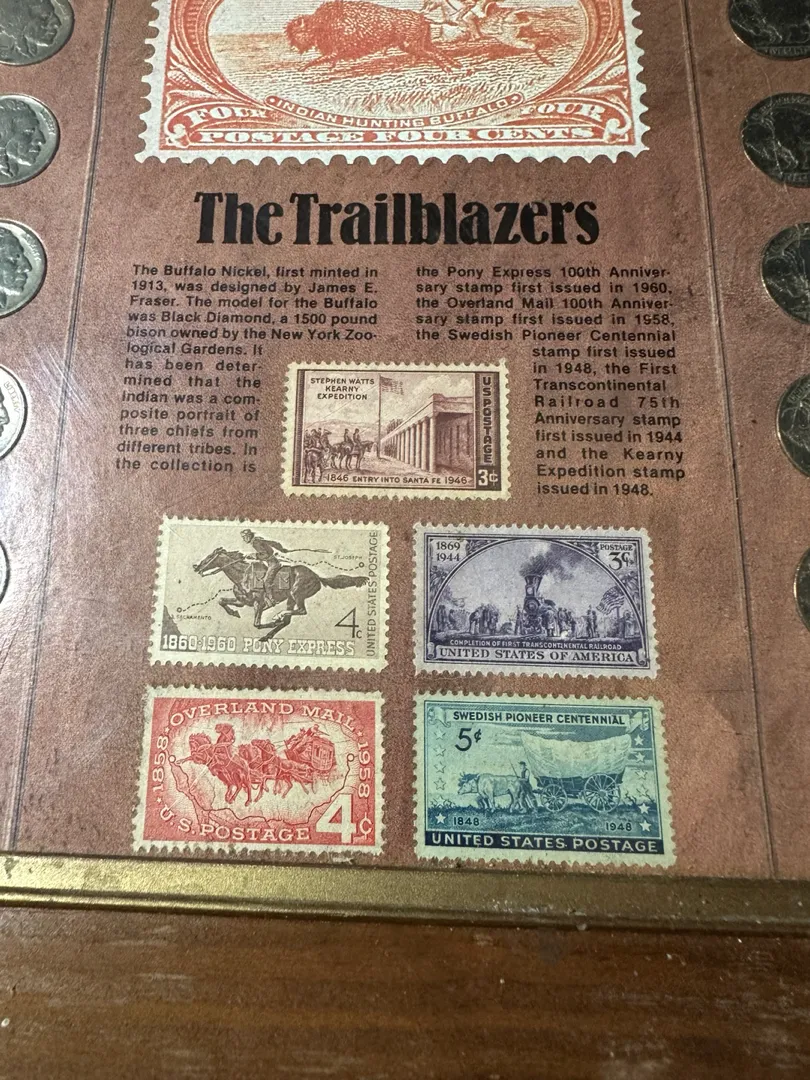 INDIAN HUNTING BUFFALO
FOUR FOUR
POSTAGE FOUR CENTS
The Trailblazers
The Buffalo Nickel, first minted in
1913, was designed by James E.
Fraser. The model for the Buffalo
was Black Diamond, a 1500 pound
bison owned by the New York Zoo-
logical Gardens. It
has been deter-
mined that the
Indian was a com-
posite portrait of
three chiefs from
different tribes. In
the collection is
the Pony Express 100th Anniver-
sary stamp first issued in 1960,
the Overland Mail 100th Anniver-
sary stamp first issued in 1958,
the Swedish Pioneer Centennial
stamp first issued
in 1948, the First
Transcontinental
Railroad 75th
Anniversary stamp
first issued in 1944
and the Kearny
Expedition stamp
issued in 1948.
STEPHEN WATTS
KEARNY
EXPEDITION
U S POSTAGE
1846 ENTRY INTO SANTA FE 1946
3¢
ST. JOSEPH
SACRAMENTO
4c
UNITED STATES POSTAGE
1860-1960 PONY EXPRESS
1869
1944
POSTAGE
3¢
COMPLETION OF FIRST TRANSCONTINENTAL RAILROAD
UNITED STATES OF AMERICA
1858 · OVERLAND MAIL · 1958
U.S. POSTAGE 4¢
SWEDISH PIONEER CENTENNIAL
5¢
1848 1948
UNITED STATES POSTAGE